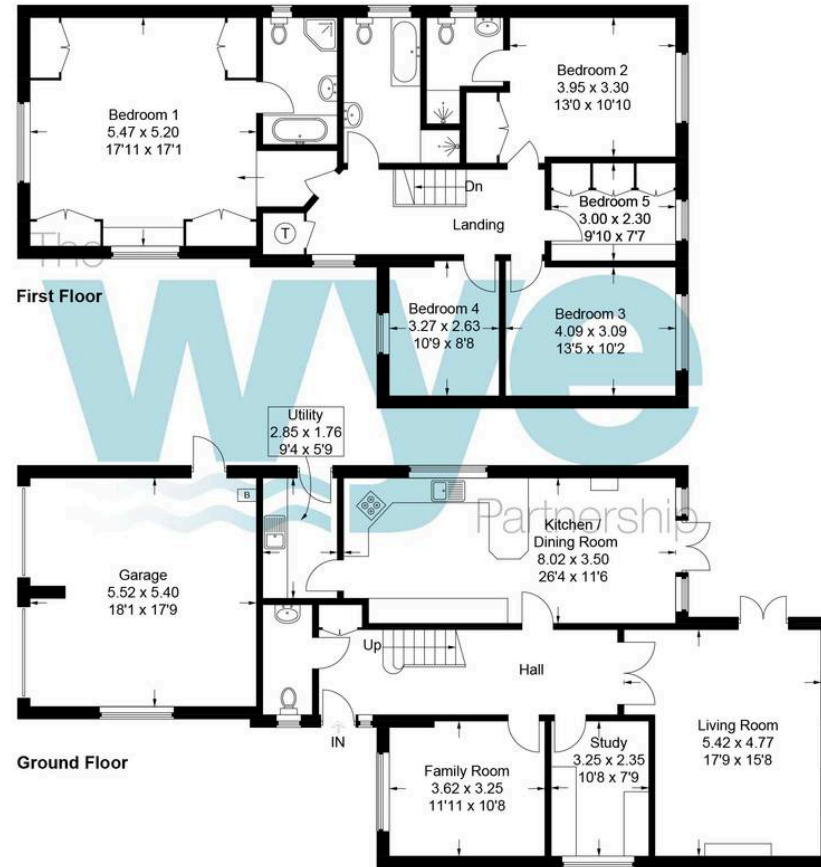 Bedroom 1
5.47 x 5.20
17'11 x 17'1
Bedroom 2
3.95 x 3.30
13'0 x 10'10
Dn
Landing
Bedroom 5
3.00 x 2.30
9'10 x 7'7
T
The
First Floor
Bedroom 4
3.27 x 2.63
10'9 x 8'8
Bedroom 3
4.09 x 3.09
13'5 x 10'2
wye
Partnership
Utility
2.85 x 1.76
9'4 x 5'9
B
Kitchen /
Dining Room
8.02 x 3.50
26'4 x 11'6
Garage
5.52 x 5.40
18'1 x 17'9
Up
Hall
IN
Living Room
5.42 x 4.77
17'9 x 15'8
Study
3.25 x 2.35
10'8 x 7'9
Family Room
3.62 x 3.25
11'11 x 10'8
Ground Floor